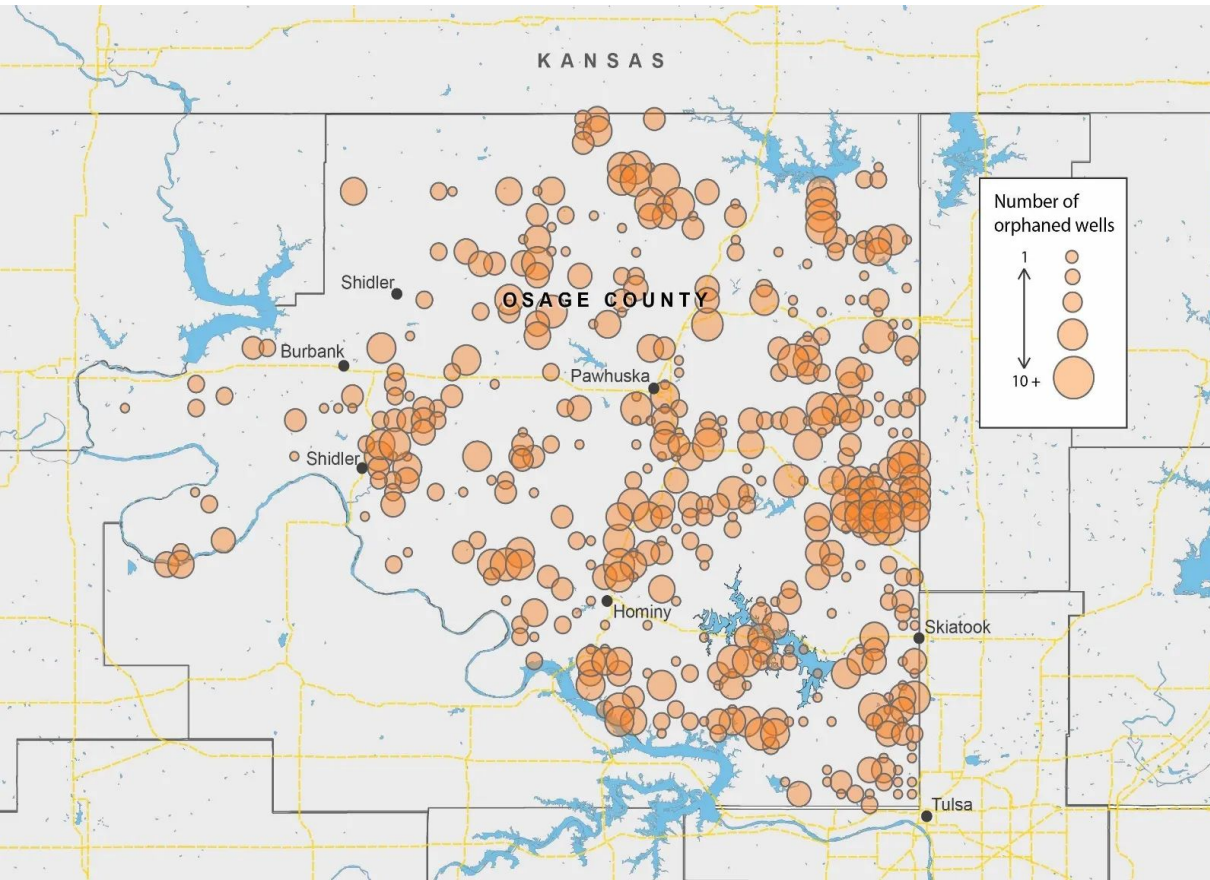 KANSAS
Number of
orphaned wells
1
10 +
Shidler
OSAGE COUNTY
Burbank
Pawhuska
Shidler
Hominy
Skiatook
Tulsa